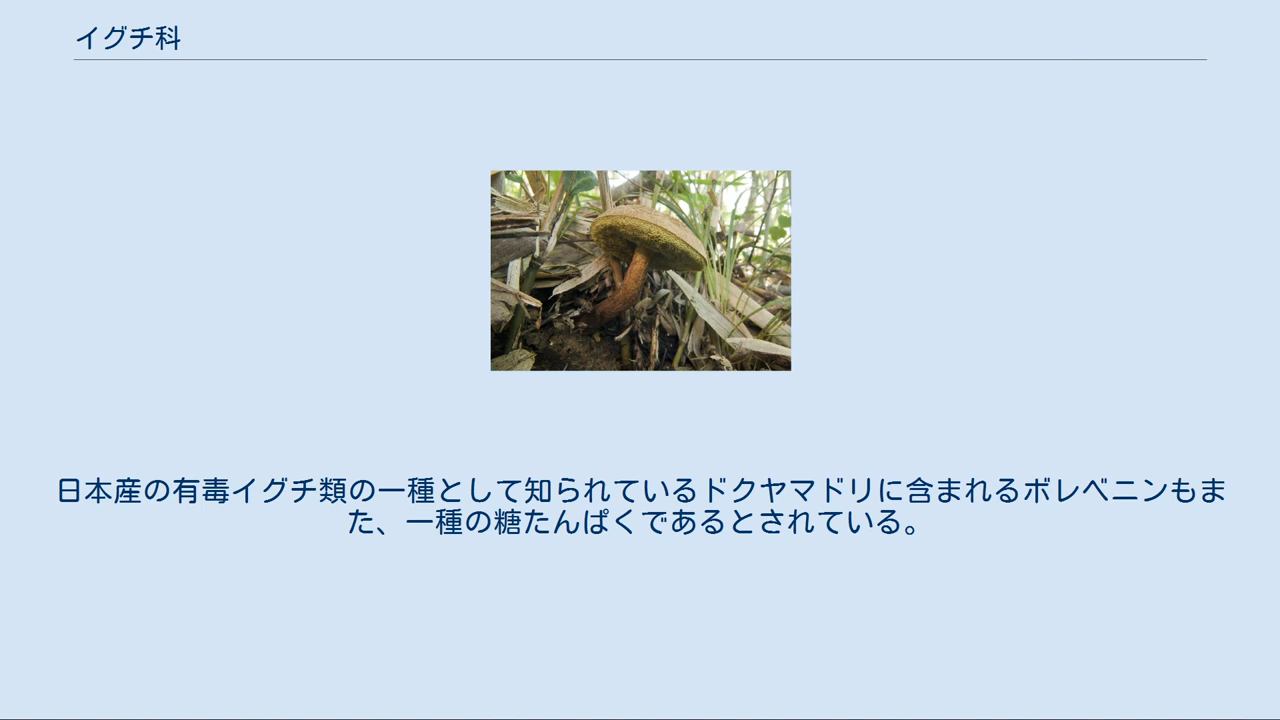 イグチ科
日本産の有毒イグチ類の一種として知られているドクヤマドリに含まれるボレベニンもま
た、一種の糖たんぱくであるとされている。